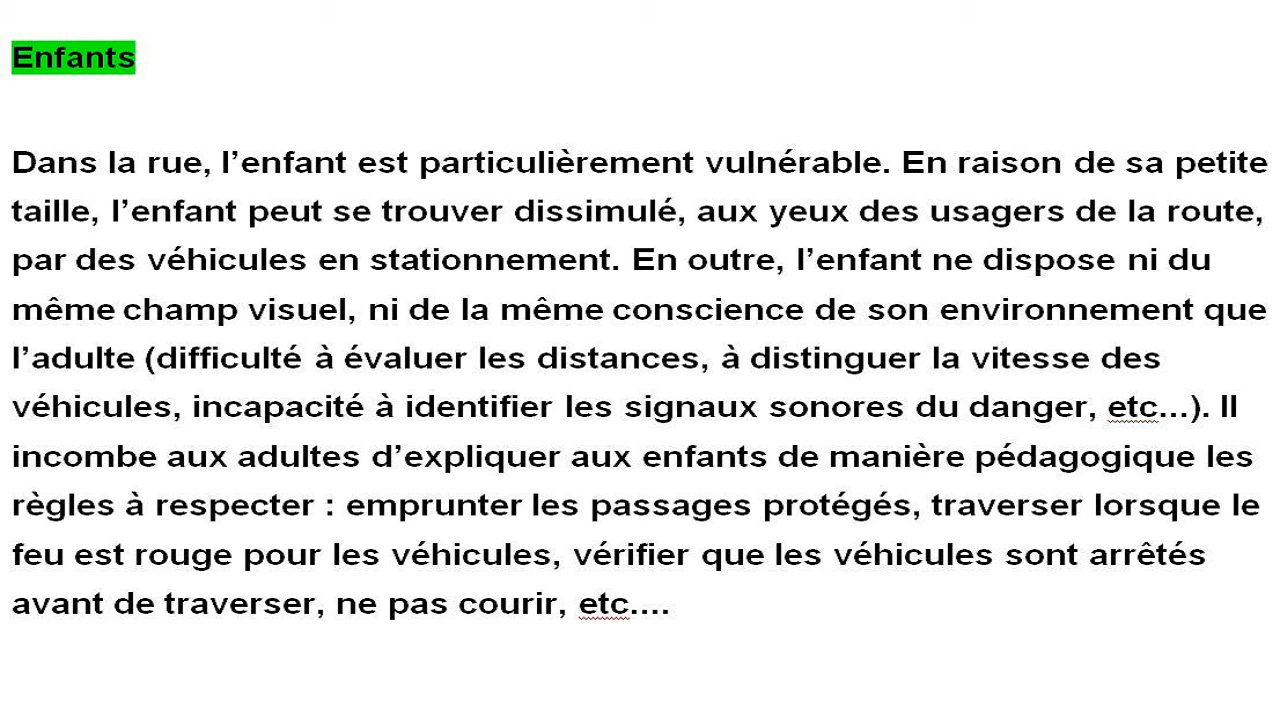 Enfants
Dans la rue, l’enfant est particulièrement vulnérable. En raison de sa petite
taille, l’enfant peut se trouver dissimulé, aux yeux des usagers de la route,
par des véhicules en stationnement. En outre, l’enfant ne dispose ni du
même champ visuel, ni de la même conscience de son environnement que
l’adulte (difficulté à évaluer les distances, à distinguer la vitesse des
véhicules, incapacité à identifier les signaux sonores du danger, etc...). Il
incombe aux adultes d’expliquer aux enfants de manière pédagogique les
règles à respecter : emprunter les passages protégés, traverser lorsque le
feu est rouge pour les véhicules, vérifier que les véhicules sont arrêtés
avant de traverser, ne pas courir, etc....